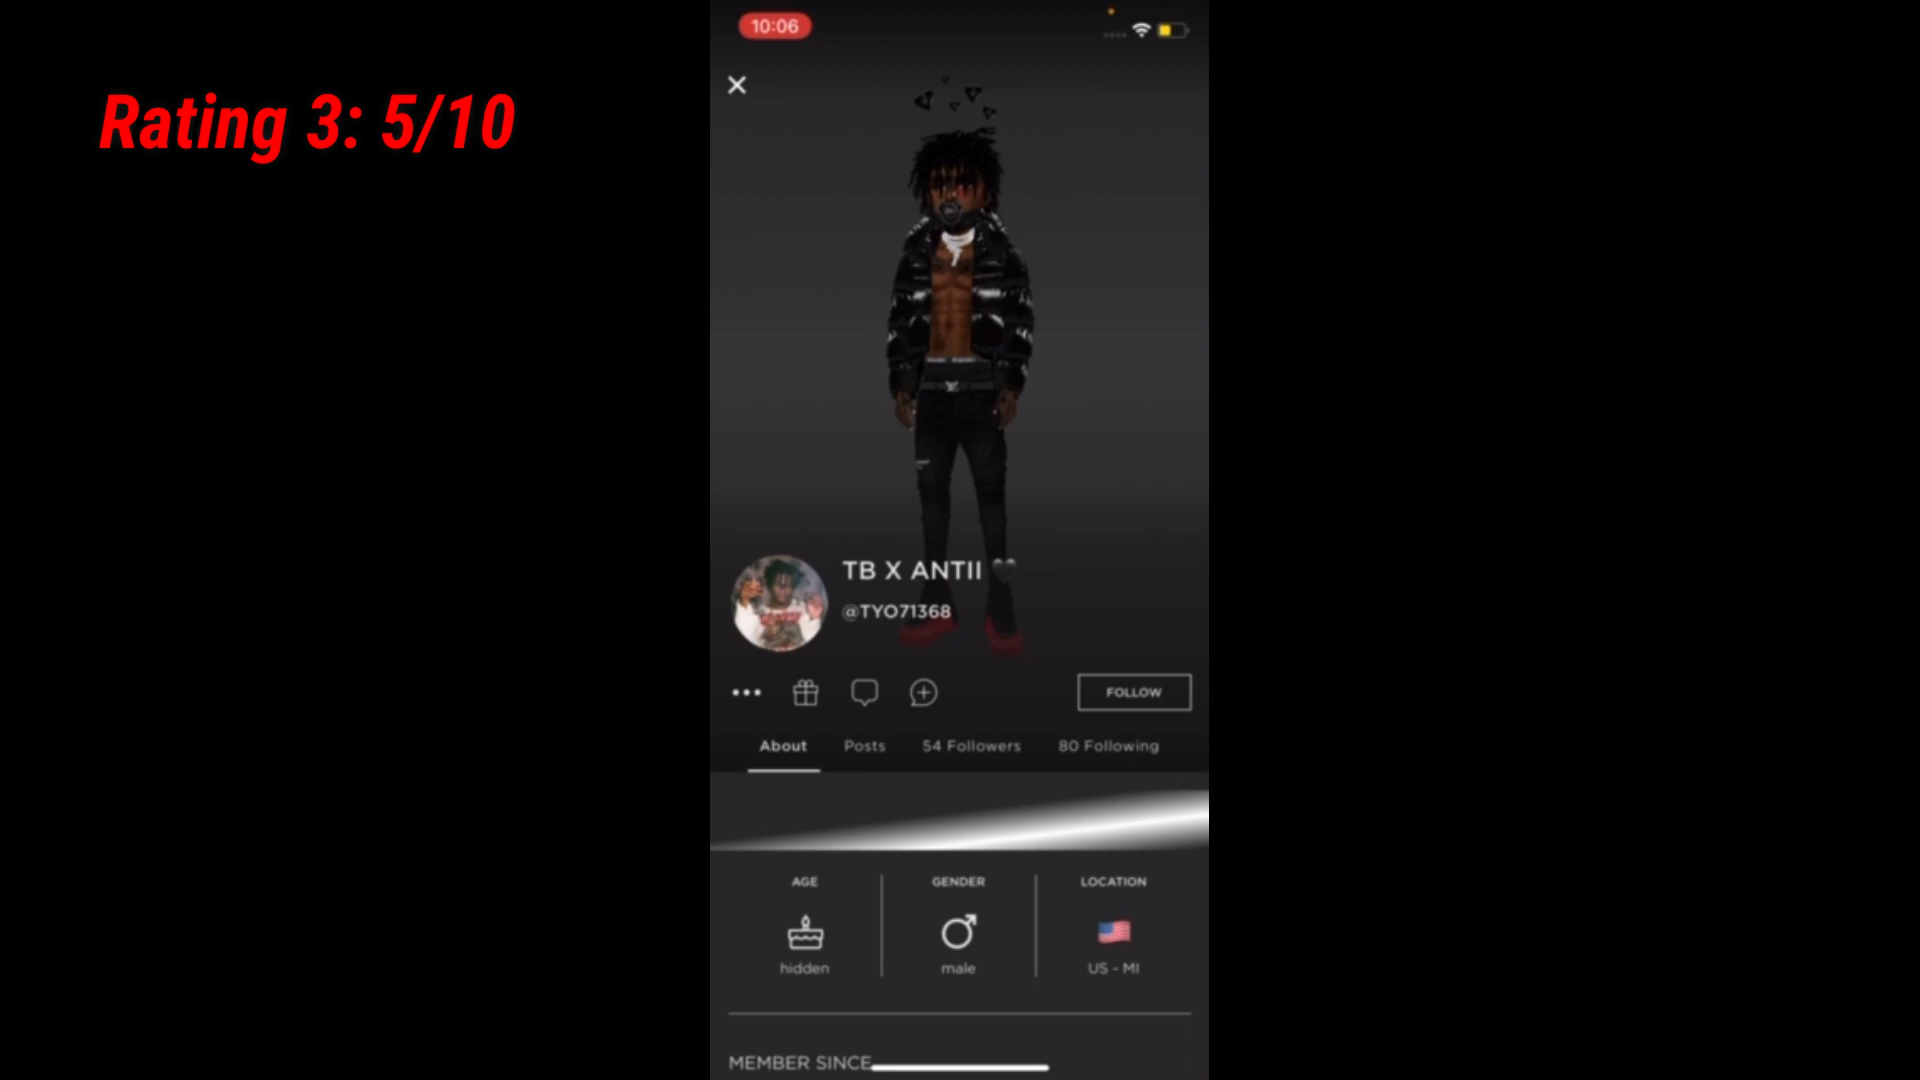 Rating 3: 5/10
10:06
TB X ANTII 🖤
@TYO71368
FOLLOW
About Posts 54 Followers 80 Following
AGE GENDER LOCATION
hidden male US - MI
MEMBER SINCE